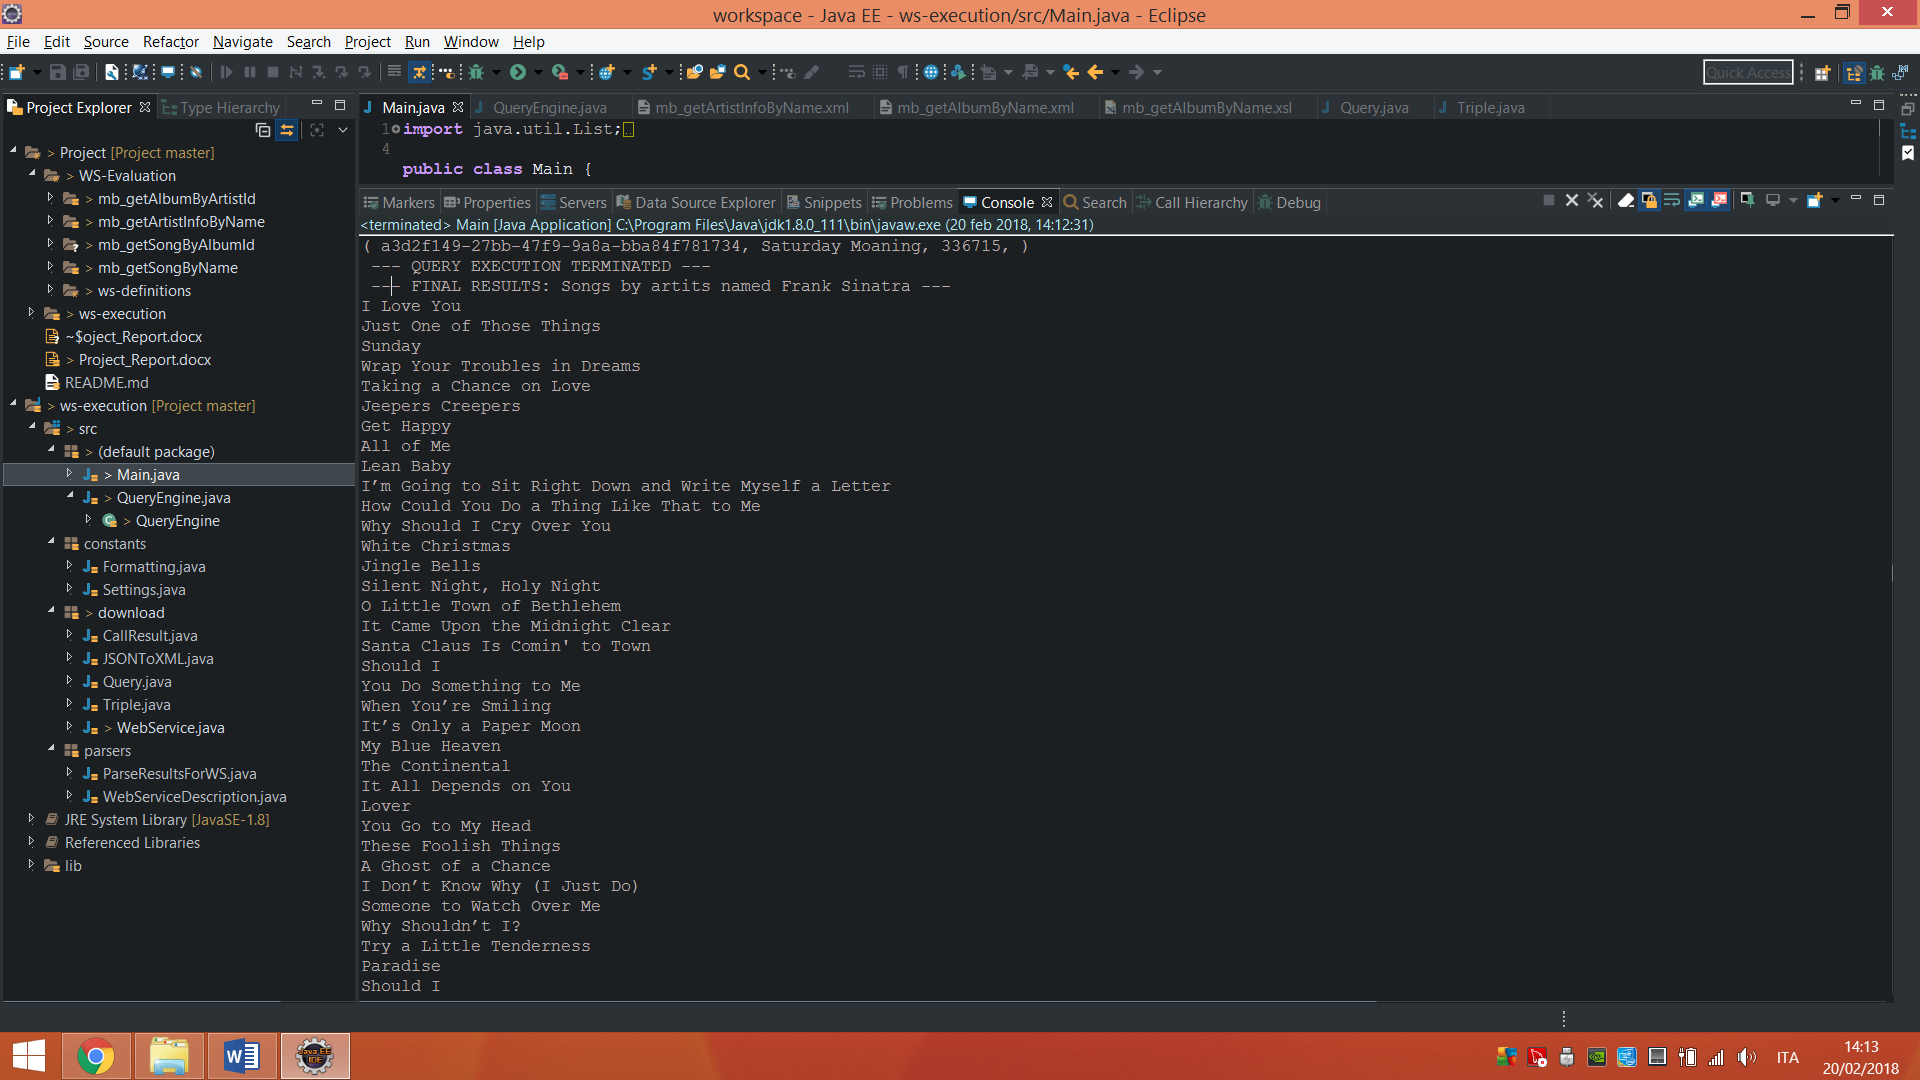 workspace - Java EE - ws-execution/src/Main.java - Eclipse
File Edit Source Refactor Navigate Search Project Run Window Help
Quick Access
Project Explorer Type Hierarchy
> Project [Project master]
> WS-Evaluation
> mb_getAlbumByArtistId
> mb_getArtistInfoByName
> mb_getSongByAlbumId
> mb_getSongByName
> ws-definitions
> ws-execution
~$oject_Report.docx
> Project_Report.docx
README.md
> ws-execution [Project master]
> src
> (default package)
> Main.java
> QueryEngine.java
> QueryEngine
constants
Formatting.java
Settings.java
> download
CallResult.java
JSONToXML.java
Query.java
Triple.java
> WebService.java
parsers
ParseResultsForWS.java
WebServiceDescription.java
JRE System Library [JavaSE-1.8]
Referenced Libraries
lib
Main.java QueryEngine.java mb_getArtistInfoByName.xml mb_getAlbumByName.xml mb_getAlbumByName.xsl Query.java Triple.java
1 import java.util.List;
4
public class Main {
Markers Properties Servers Data Source Explorer Snippets Problems Console Search Call Hierarchy Debug
<terminated> Main [Java Application] C:\Program Files\Java\jdk1.8.0_111\bin\javaw.exe (20 feb 2018, 14:12:31)
( a3d2f149-27bb-47f9-9a8a-bba84f781734, Saturday Moaning, 336715, )
--- QUERY EXECUTION TERMINATED ---
--- FINAL RESULTS: Songs by artits named Frank Sinatra ---
I Love You
Just One of Those Things
Sunday
Wrap Your Troubles in Dreams
Taking a Chance on Love
Jeepers Creepers
Get Happy
All of Me
Lean Baby
I’m Going to Sit Right Down and Write Myself a Letter
How Could You Do a Thing Like That to Me
Why Should I Cry Over You
White Christmas
Jingle Bells
Silent Night, Holy Night
O Little Town of Bethlehem
It Came Upon the Midnight Clear
Santa Claus Is Comin' to Town
Should I
You Do Something to Me
When You’re Smiling
It’s Only a Paper Moon
My Blue Heaven
The Continental
It All Depends on You
Lover
You Go to My Head
These Foolish Things
A Ghost of a Chance
I Don’t Know Why (I Just Do)
Someone to Watch Over Me
Why Shouldn’t I?
Try a Little Tenderness
Paradise
Should I
Java EE
IDE
ITA
14:13
20/02/2018